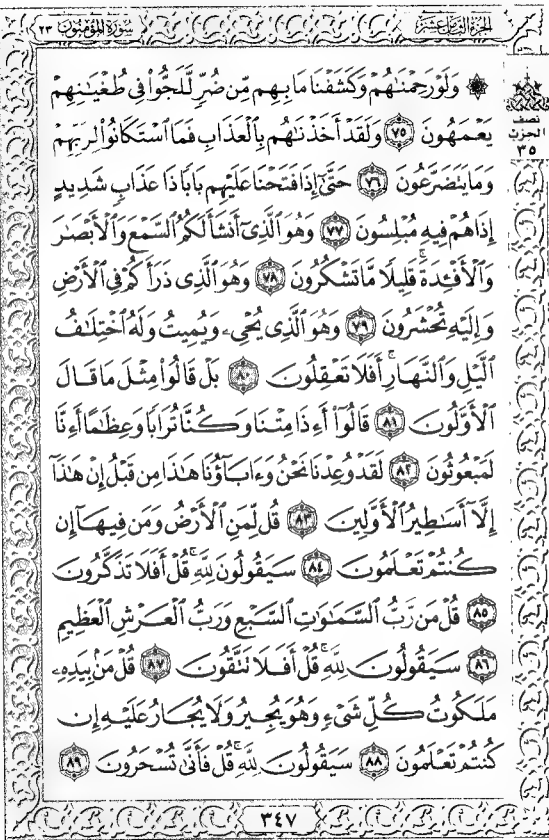 الجزء الثامن عشر
سورة المؤمنون ٢٣
۞ وَلَوْ رَحِمْنَٰهُمْ وَكَشَفْنَا مَا بِهِم مِّن ضُرٍّ لَّلَجُّوا۟ فِى طُغْيَٰنِهِمْ
يَعْمَهُونَ ٧٥ وَلَقَدْ أَخَذْنَٰهُم بِٱلْعَذَابِ فَمَا ٱسْتَكَانُوا۟ لِرَبِّهِمْ
وَمَا يَتَضَرَّعُونَ ٧٦ حَتَّىٰٓ إِذَا فَتَحْنَا عَلَيْهِم بَابًا ذَا عَذَابٍ شَدِيدٍ
إِذَا هُمْ فِيهِ مُبْلِسُونَ ٧٧ وَهُوَ ٱلَّذِىٓ أَنشَأَ لَكُمُ ٱلسَّمْعَ وَٱلْأَبْصَٰرَ
وَٱلْأَفْـِٔدَةَ ۚ قَلِيلًا مَّا تَشْكُرُونَ ٧٨ وَهُوَ ٱلَّذِى ذَرَأَكُمْ فِى ٱلْأَرْضِ
وَإِلَيْهِ تُحْشَرُونَ ٧٩ وَهُوَ ٱلَّذِى يُحْىِۦ وَيُمِيتُ وَلَهُ ٱخْتِلَٰفُ
ٱلَّيْلِ وَٱلنَّهَارِ ۚ أَفَلَا تَعْقِلُونَ ٨٠ بَلْ قَالُوا۟ مِثْلَ مَا قَالَ
ٱلْأَوَّلُونَ ٨١ قَالُوٓا۟ أَءِذَا مِتْنَا وَكُنَّا تُرَابًا وَعِظَٰمًا أَءِنَّا
لَمَبْعُوثُونَ ٨٢ لَقَدْ وُعِدْنَا نَحْنُ وَءَابَآؤُنَا هَٰذَا مِن قَبْلُ إِنْ هَٰذَآ
إِلَّآ أَسَٰطِيرُ ٱلْأَوَّلِينَ ٨٣ قُل لِّمَنِ ٱلْأَرْضُ وَمَن فِيهَآ إِن
كُنتُمْ تَعْلَمُونَ ٨٤ سَيَقُولُونَ لِلَّهِ ۚ قُلْ أَفَلَا تَذَكَّرُونَ
٨٥ قُلْ مَن رَّبُّ ٱلسَّمَٰوَٰتِ ٱلسَّبْعِ وَرَبُّ ٱلْعَرْشِ ٱلْعَظِيمِ
٨٦ سَيَقُولُونَ لِلَّهِ ۚ قُلْ أَفَلَا تَتَّقُونَ ٨٧ قُلْ مَنۢ بِيَدِهِۦ
مَلَكُوتُ كُلِّ شَىْءٍ وَهُوَ يُجِيرُ وَلَا يُجَارُ عَلَيْهِ إِن
كُنتُمْ تَعْلَمُونَ ٨٨ سَيَقُولُونَ لِلَّهِ ۚ قُلْ فَأَنَّىٰ تُسْحَرُونَ ٨٩
نصف
الحزب
٣٥
٣٤٧